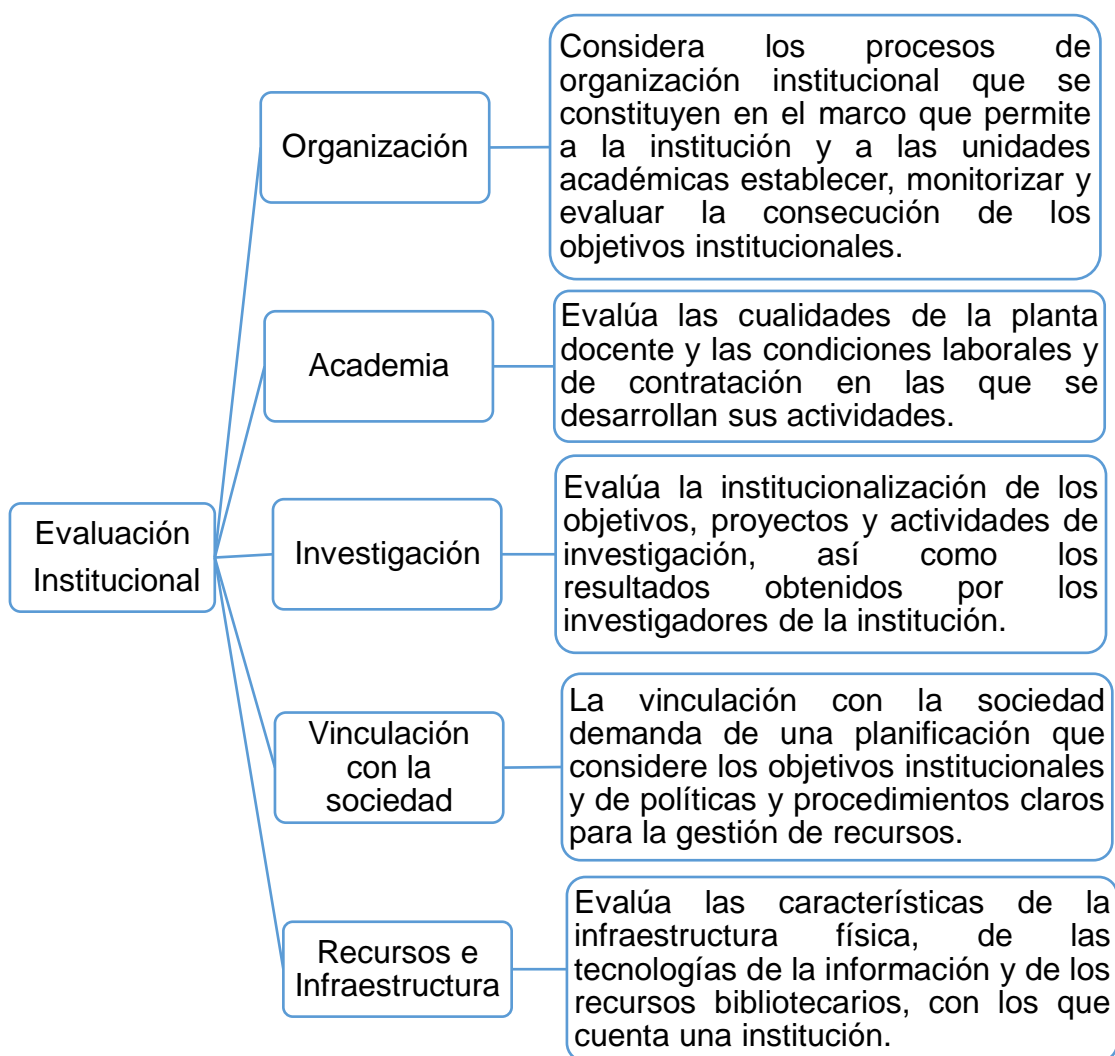 Evaluación
Institucional
Organización
Considera los procesos de
organización institucional que se
constituyen en el marco que permite
a la institución y a las unidades
académicas establecer, monitorizar y
evaluar la consecución de los
objetivos institucionales.
Academia
Evalúa las cualidades de la planta
docente y las condiciones laborales y
de contratación en las que se
desarrollan sus actividades.
Investigación
Evalúa la institucionalización de los
objetivos, proyectos y actividades de
investigación, así como los
resultados obtenidos por los
investigadores de la institución.
Vinculación
con la
sociedad
La vinculación con la sociedad
demanda de una planificación que
considere los objetivos institucionales
y de políticas y procedimientos claros
para la gestión de recursos.
Recursos e
Infraestructura
Evalúa las características de la
infraestructura física, de las
tecnologías de la información y de los
recursos bibliotecarios, con los que
cuenta una institución.